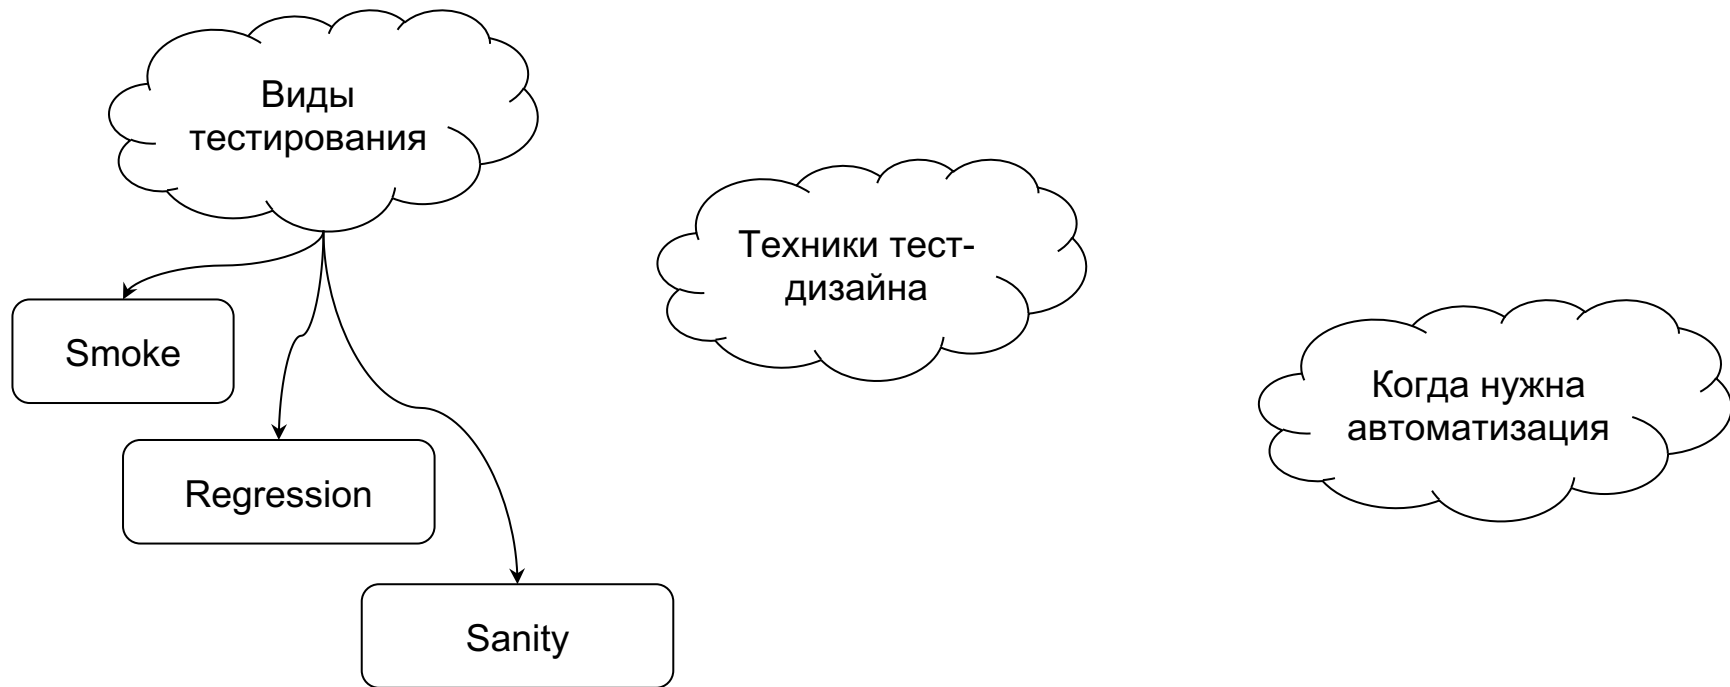 Виды
тестирования
Техники тест-
дизайна
Когда нужна
автоматизация
Smoke
Regression
Sanity